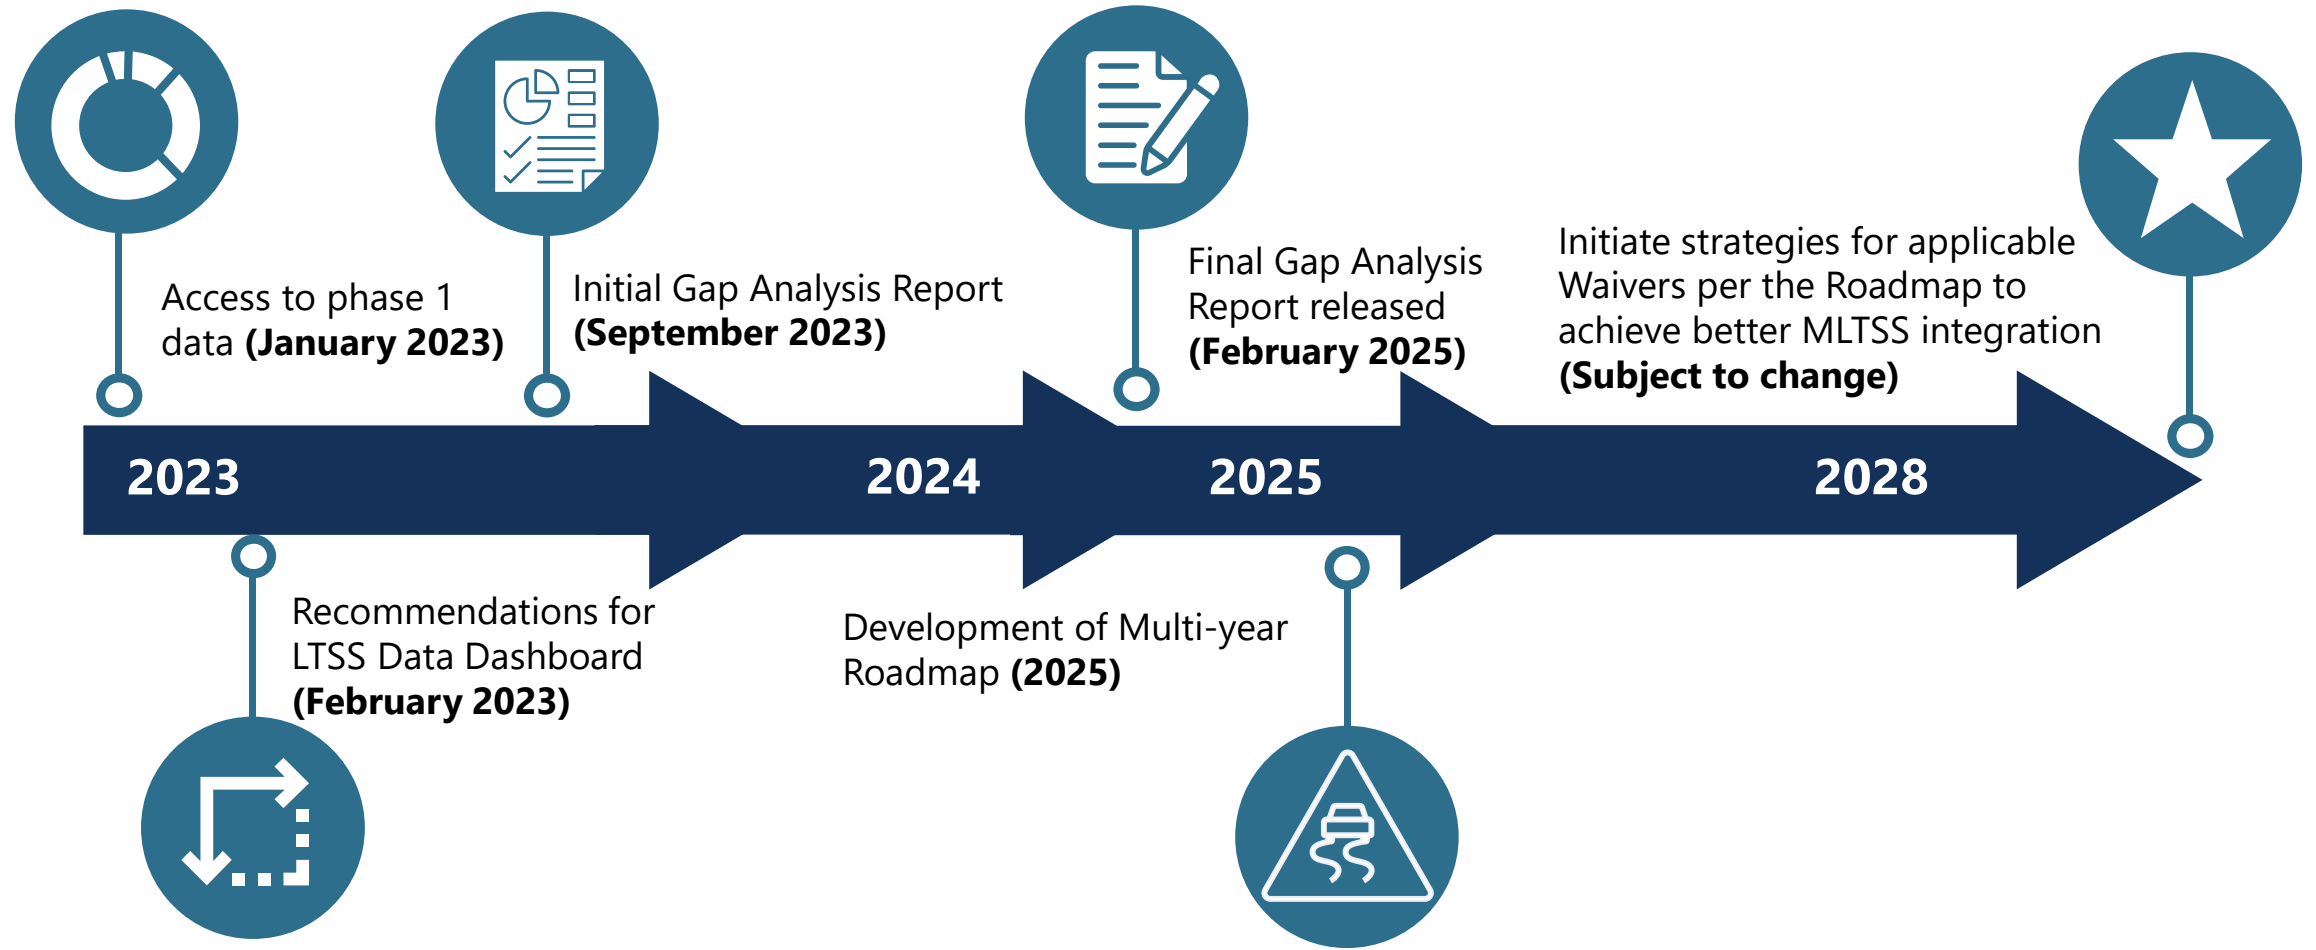 Access to phase 1
data (January 2023)
Initial Gap Analysis Report
(September 2023)
Final Gap Analysis
Report released
(February 2025)
Initiate strategies for applicable
Waivers per the Roadmap to
achieve better MLTSS integration
(Subject to change)
2023
2024
2025
2028
Recommendations for
LTSS Data Dashboard
(February 2023)
Development of Multi-year
Roadmap (2025)